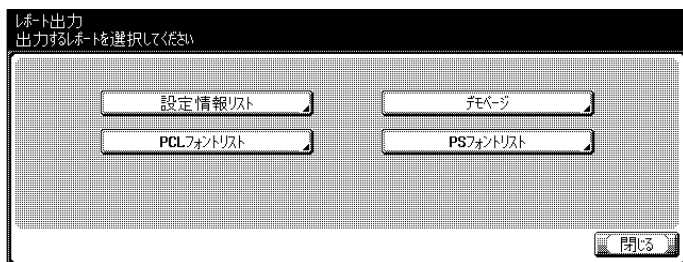 レポート出力
出力するレポートを選択してください
設定情報リスト
デモページ
PCLフォントリスト
PSフォントリスト
閉じる